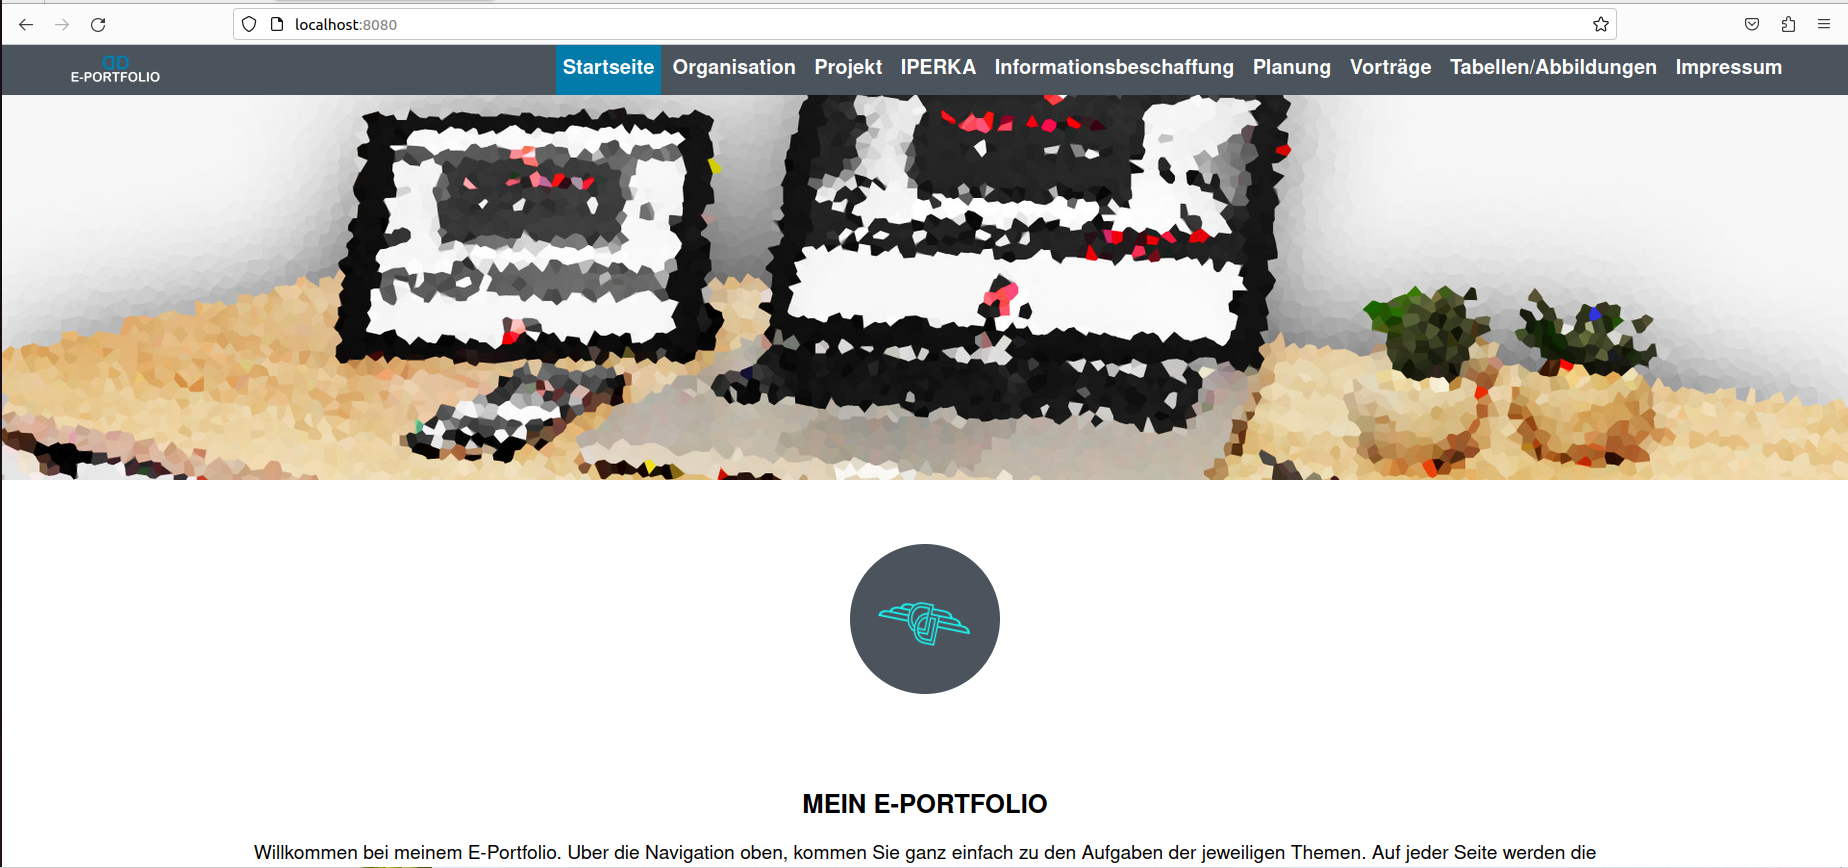 localhost:8080
E-PORTFOLIO
Startseite Organisation Projekt IPERKA Informationsbeschaffung Planung Vorträge Tabellen/Abbildungen Impressum
MEIN E-PORTFOLIO
Willkommen bei meinem E-Portfolio. Uber die Navigation oben, kommen Sie ganz einfach zu den Aufgaben der jeweiligen Themen. Auf jeder Seite werden die